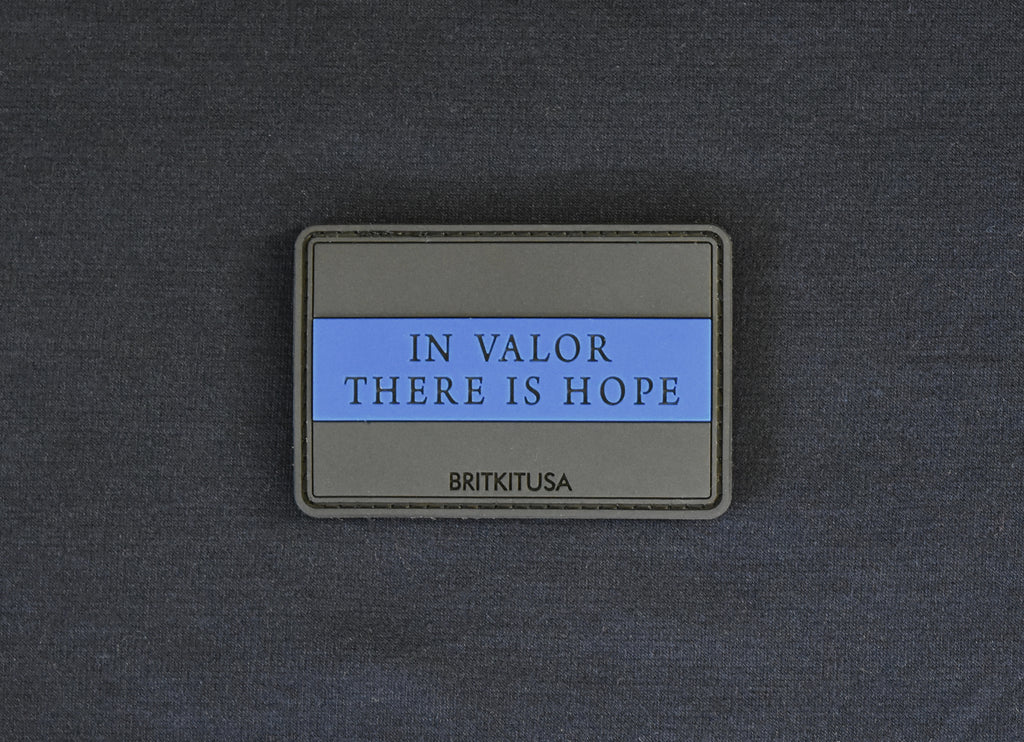 IN VALOR
THERE IS HOPE
BRITKITUSA